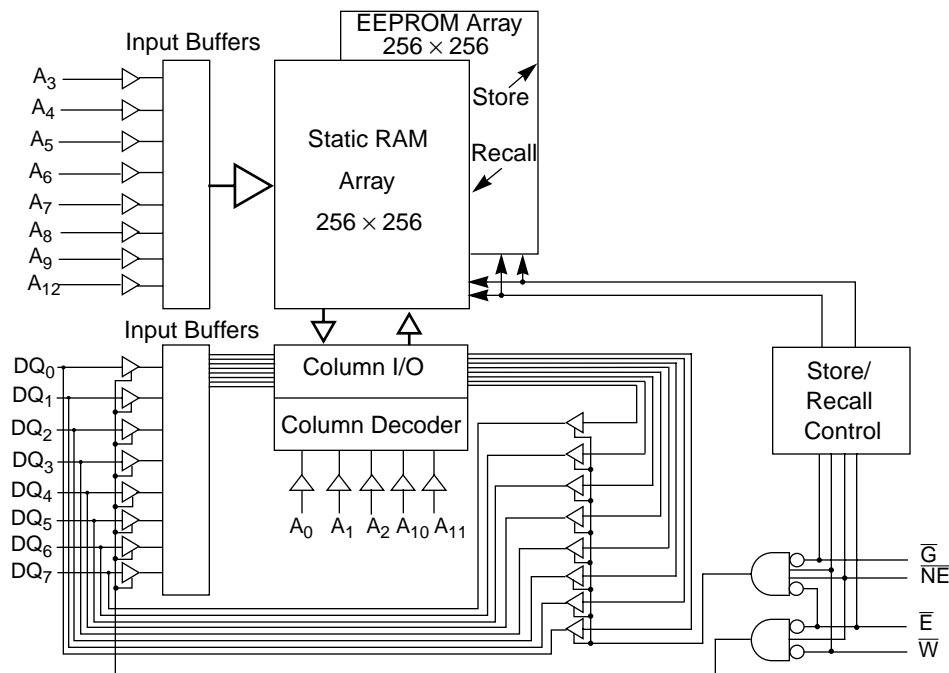 EEPROM Array
256 × 256
Input Buffers
A3
A4
A5
A6
A7
A8
A9
A12
Static RAM
Array
256 × 256
Store
Recall
Input Buffers
DQ0
DQ1
DQ2
DQ3
DQ4
DQ5
DQ6
DQ7
Column I/O
Column Decoder
A0 A1 A2 A10 A11
Store/
Recall
Control
G̅
N̅E̅
E̅
W̅